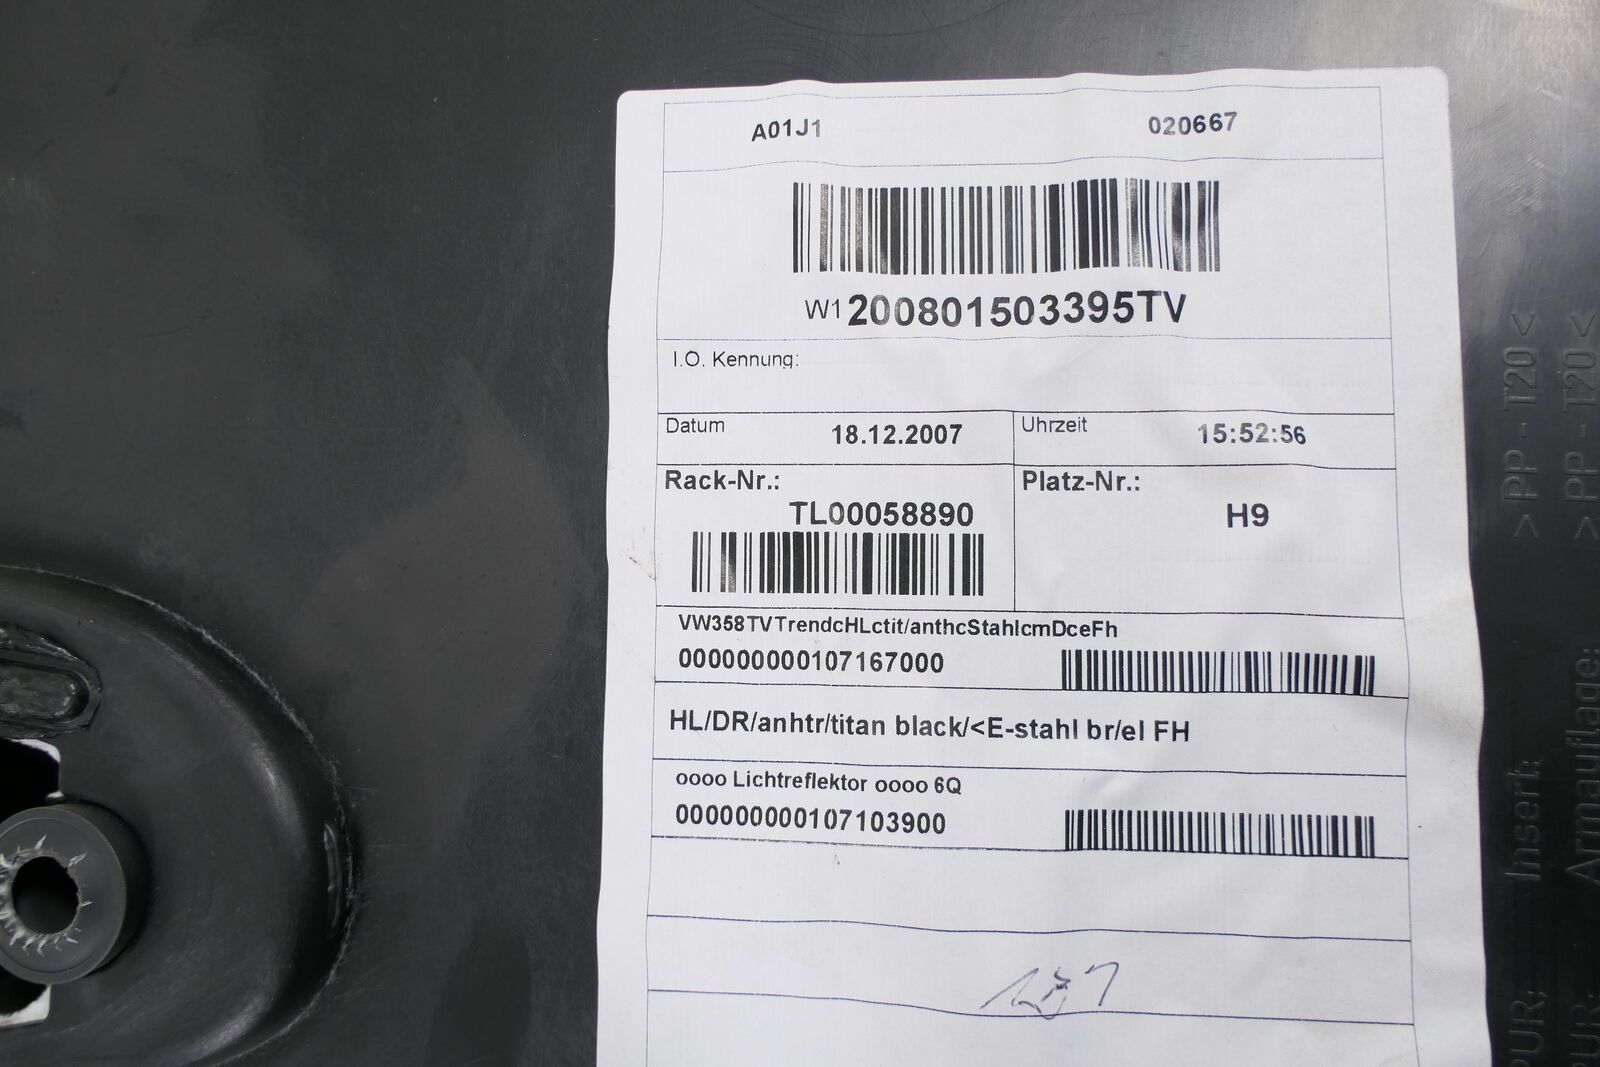 A01J1 020667
W1200801503395TV
I.O. Kennung:
Datum 18.12.2007 Uhrzeit 15:52:56
Rack-Nr.: Platz-Nr.:
TL00058890 H9
VW358TVTrendcHLctit/anthcStahlcmDceFh
000000000107167000
HL/DR/anhtr/titan black/<E-stahl br/el FH
oooo Lichtreflektor oooo 6Q
000000000107103900
> PP - T20 <
> PP - T20 <
Insert:
Armauflage:
PUR;
PUR;